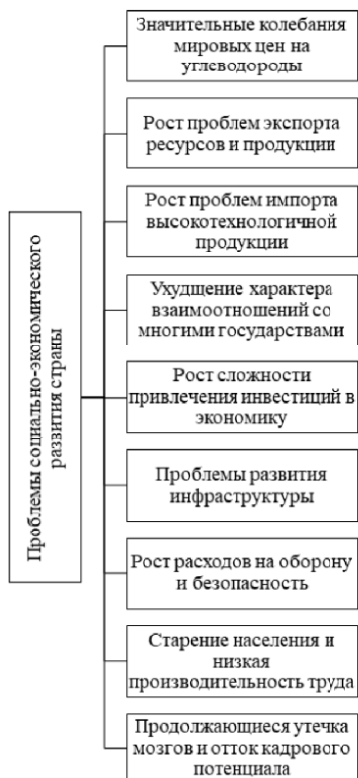 Проблемы социально-экономического
развития страны
Значительные колебания
мировых цен на
углеводороды
Рост проблем экспорта
ресурсов и продукции
Рост проблем импорта
высокотехнологичной
продукции
Ухудщение характера
взаимоотношений со
многими государствами
Рост сложности
привлечения инвестиций в
экономику
Проблемы развития
инфраструктуры
Рост расходов на оборону
и безопасность
Старение населения и
низкая
производительность труда
Продолжающиеся утечка
мозгов и отток кадрового
потенциала